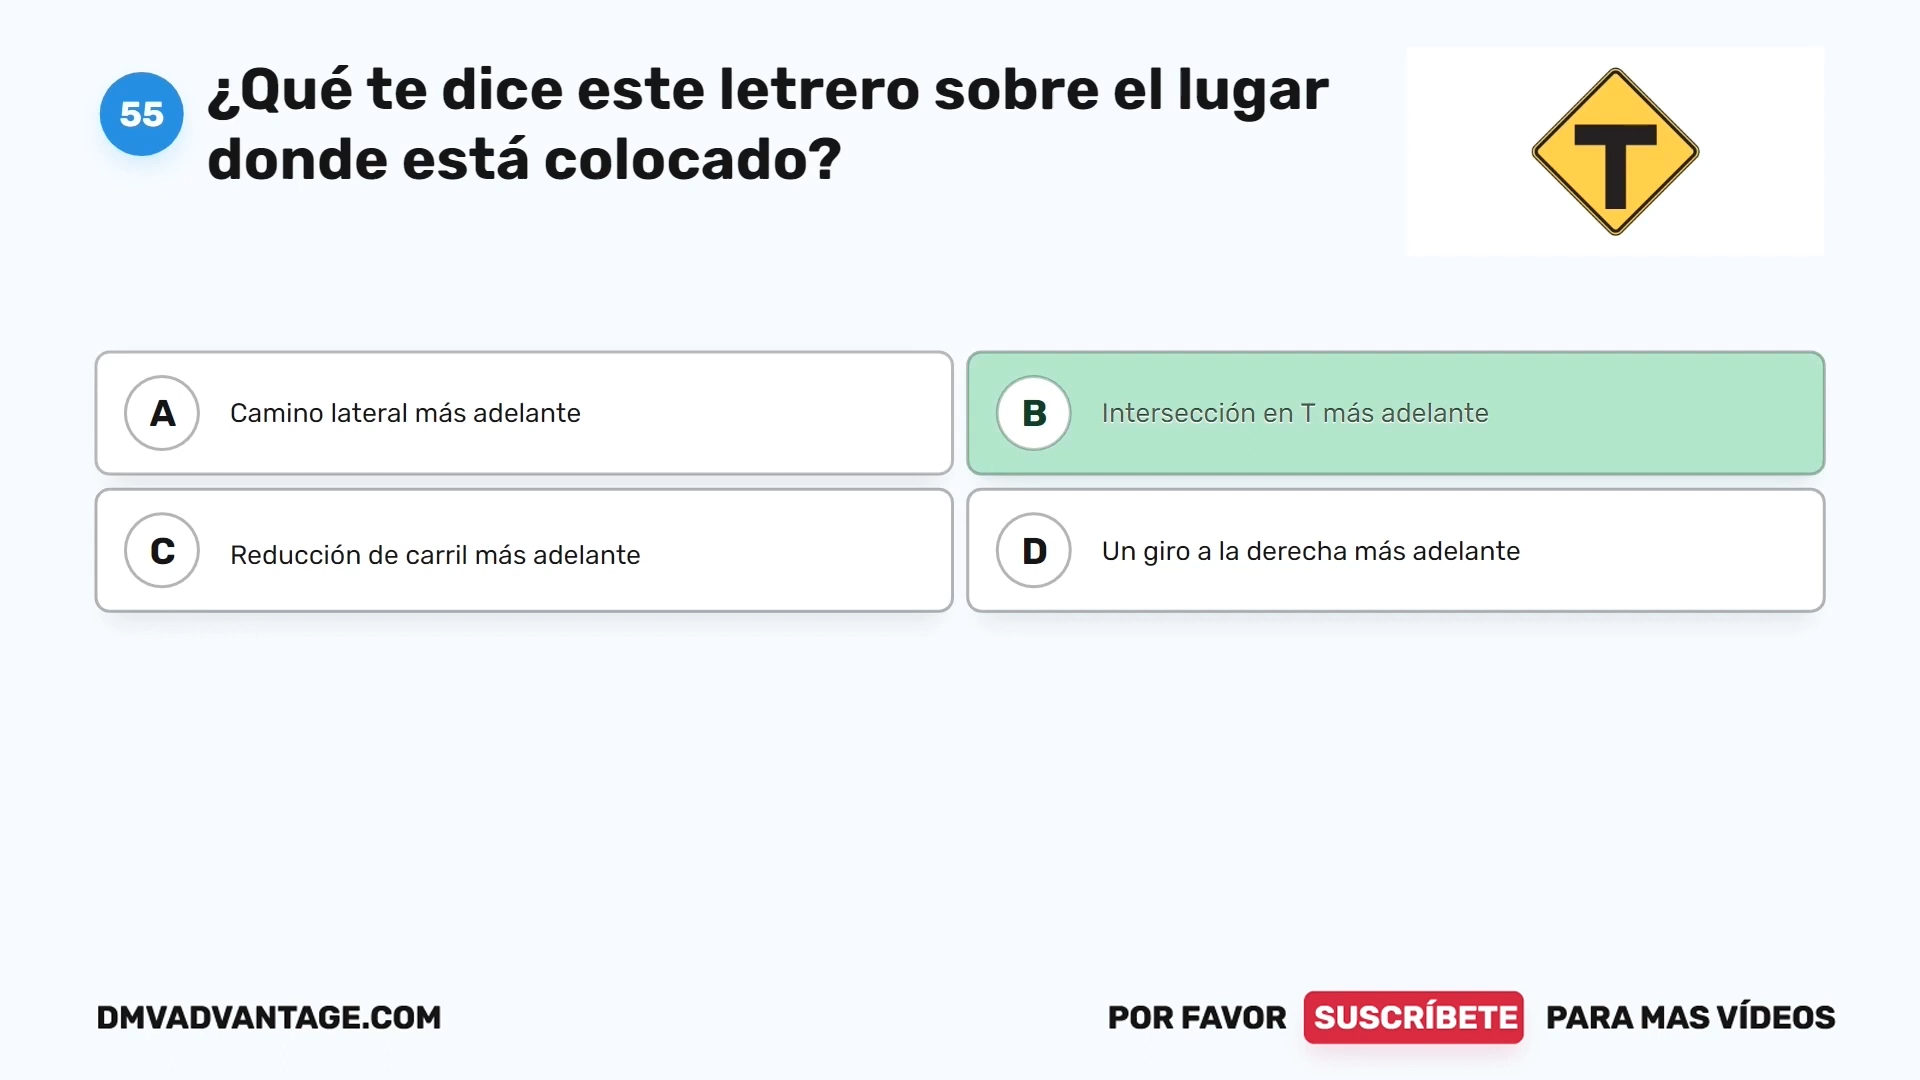 55
¿Qué te dice este letrero sobre el lugar
donde está colocado?
T
A
Camino lateral más adelante
B
Intersección en T más adelante
C
Reducción de carril más adelante
D
Un giro a la derecha más adelante
DMVADVANTAGE.COM
POR FAVOR SUSCRÍBETE PARA MAS VÍDEOS